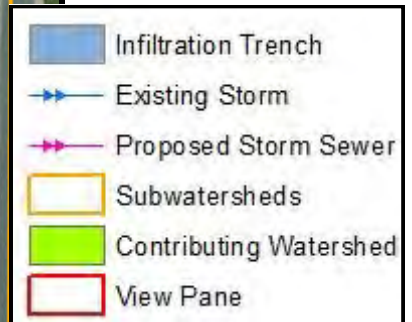 Infiltration Trench
Existing Storm
Proposed Storm Sewer
Subwatersheds
Contributing Watershed
View Pane